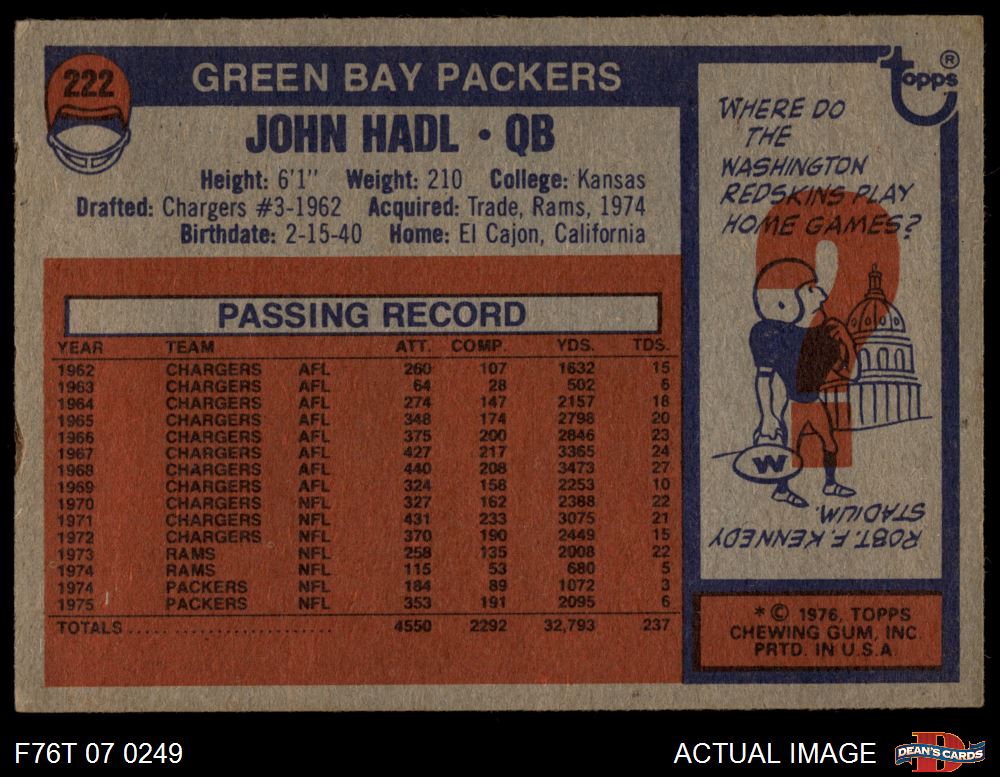 222
GREEN BAY PACKERS
JOHN HADL • QB
Height: 6'1" Weight: 210 College: Kansas
Drafted: Chargers #3-1962 Acquired: Trade, Rams, 1974
Birthdate: 2-15-40 Home: El Cajon, California
PASSING RECORD
YEAR TEAM ATT. COMP. YDS. TDS.
1962 CHARGERS AFL 260 107 1632 15
1963 CHARGERS AFL 64 28 502 6
1964 CHARGERS AFL 274 147 2157 18
1965 CHARGERS AFL 348 174 2798 20
1966 CHARGERS AFL 375 200 2846 23
1967 CHARGERS AFL 427 217 3365 24
1968 CHARGERS AFL 440 208 3473 27
1969 CHARGERS AFL 324 158 2253 10
1970 CHARGERS NFL 327 162 2388 22
1971 CHARGERS NFL 431 233 3075 21
1972 CHARGERS NFL 370 190 2449 15
1973 RAMS NFL 258 135 2008 22
1974 RAMS NFL 115 53 680 5
1974 PACKERS NFL 184 89 1072 3
1975 PACKERS NFL 353 191 2095 6
TOTALS 4550 2292 32,793 237
topps ®
WHERE DO
THE
WASHINGTON
REDSKINS PLAY
HOME GAMES?
?
W
ROBT. F. KENNEDY
STADIUM.
* © 1976, TOPPS
CHEWING GUM, INC.
PRTD. IN U.S.A.
F76T 07 0249
ACTUAL IMAGE
D
DEAN'S CARDS